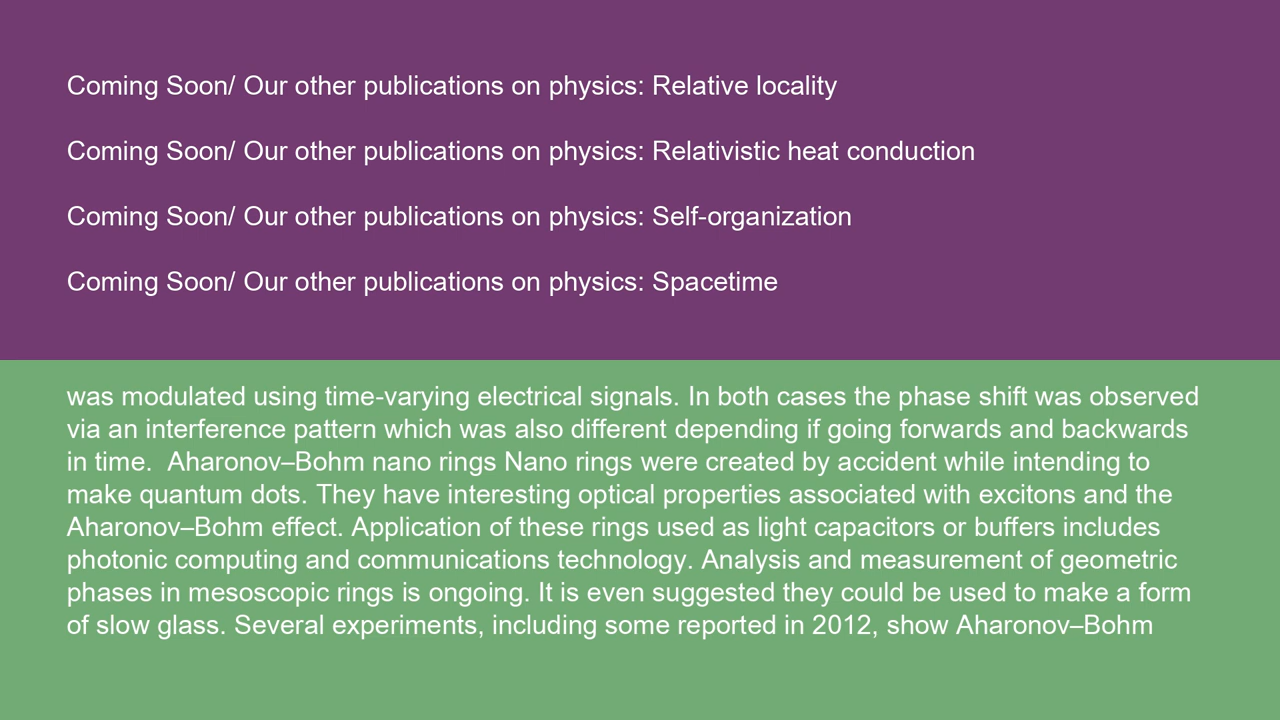 Coming Soon/ Our other publications on physics: Relative locality
Coming Soon/ Our other publications on physics: Relativistic heat conduction
Coming Soon/ Our other publications on physics: Self-organization
Coming Soon/ Our other publications on physics: Spacetime
was modulated using time-varying electrical signals. In both cases the phase shift was observed
via an interference pattern which was also different depending if going forwards and backwards
in time.  Aharonov–Bohm nano rings Nano rings were created by accident while intending to
make quantum dots. They have interesting optical properties associated with excitons and the
Aharonov–Bohm effect. Application of these rings used as light capacitors or buffers includes
photonic computing and communications technology. Analysis and measurement of geometric
phases in mesoscopic rings is ongoing. It is even suggested they could be used to make a form
of slow glass. Several experiments, including some reported in 2012, show Aharonov–Bohm